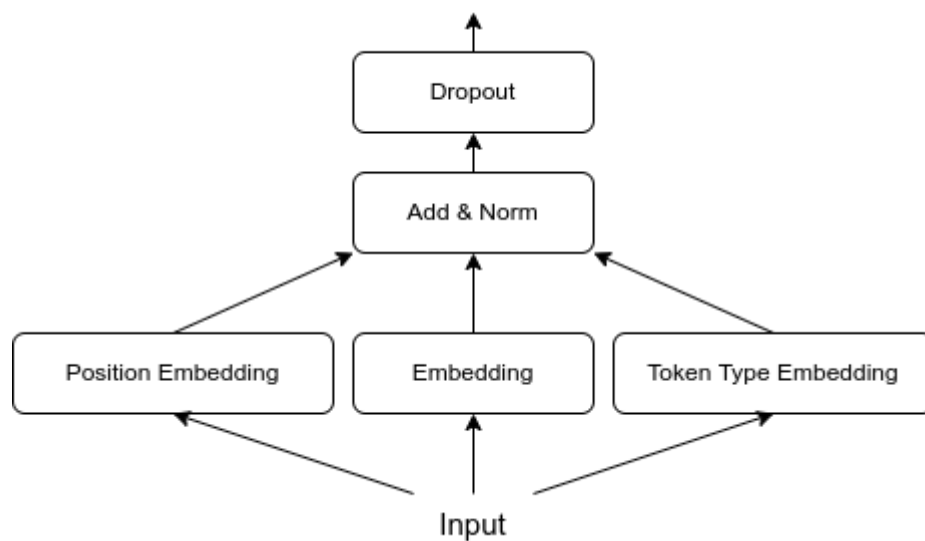 Dropout
Add & Norm
Position Embedding
Embedding
Token Type Embedding
Input